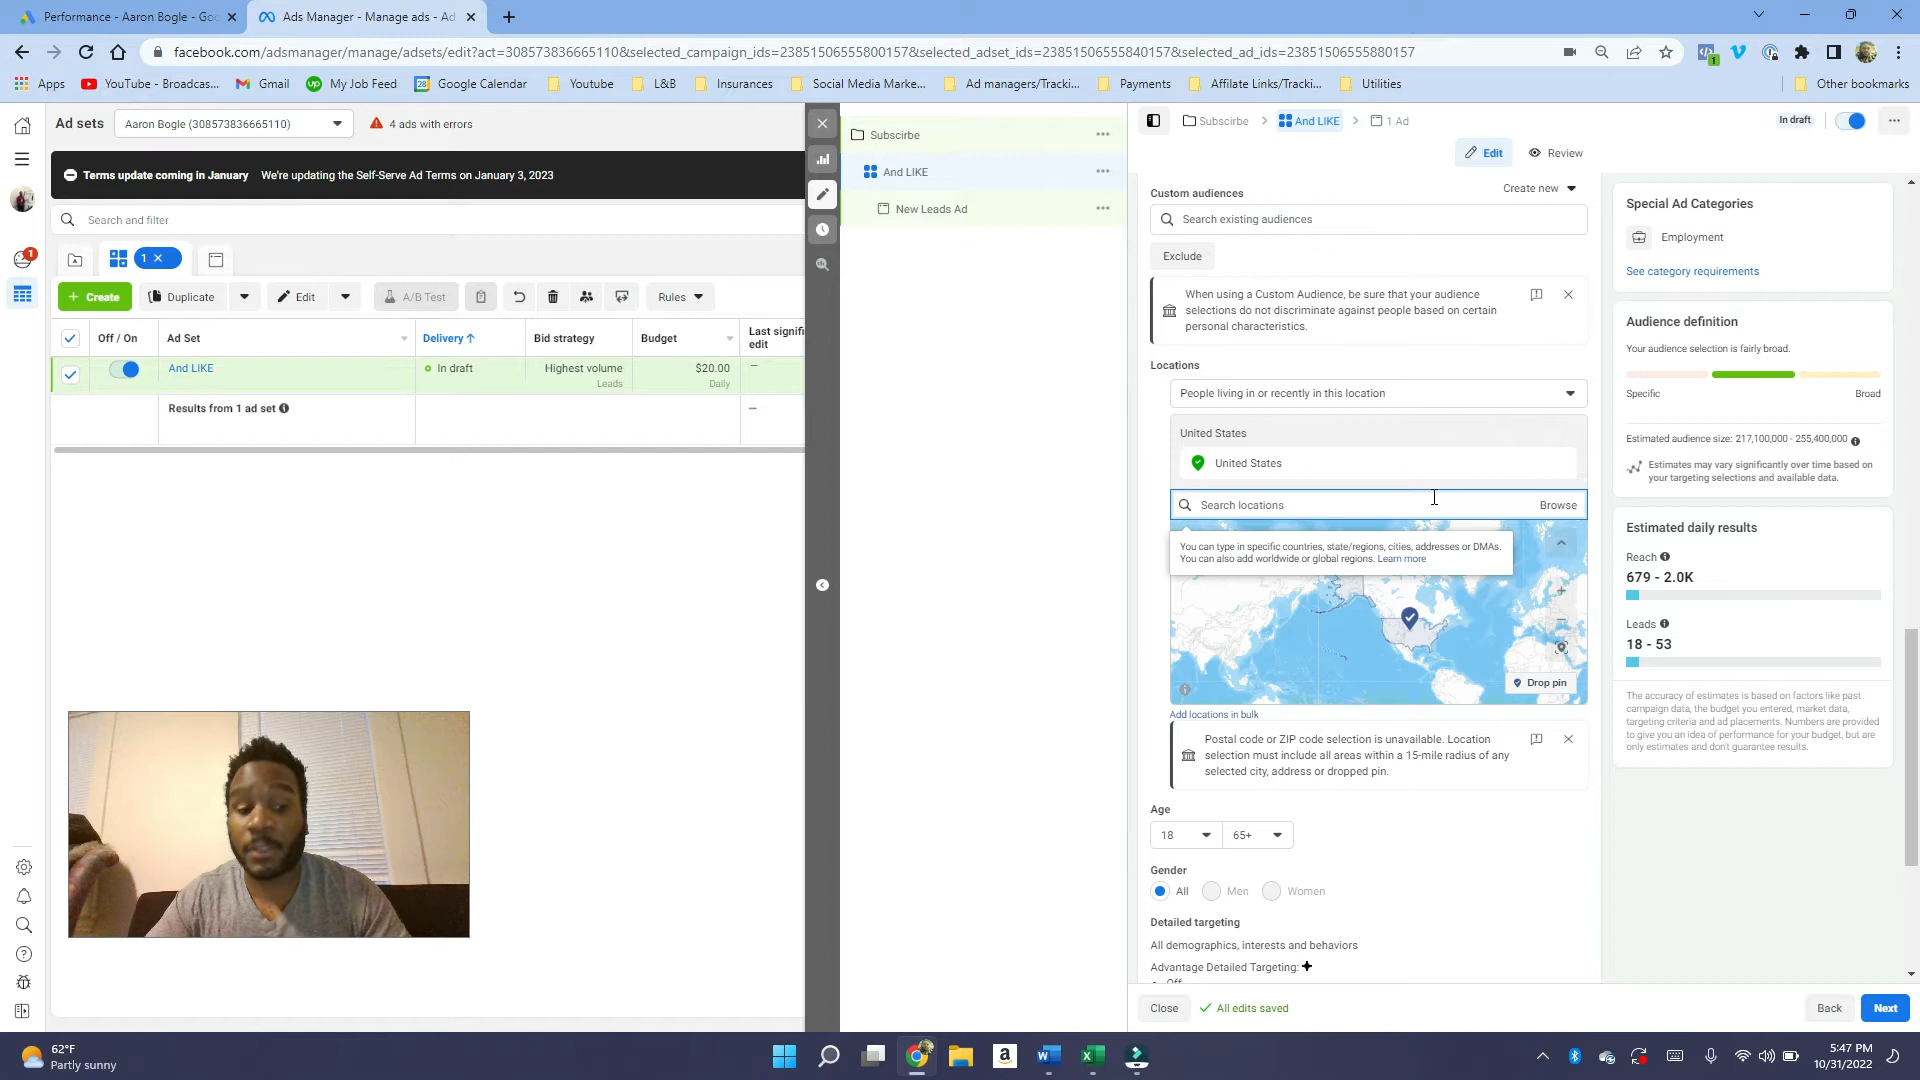 Performance - Aaron Bogle - Goo
Ads Manager - Manage ads - Ad
facebook.com/adsmanager/manage/adsets/edit?act=308573836665110&selected_campaign_ids=23851506555800157&selected_adset_ids=23851506555840157&selected_ad_ids=23851506555880157
1
Apps
YouTube - Broadcas...
Gmail
My Job Feed
Google Calendar
Youtube
L&B
Insurances
Social Media Marke...
Ad managers/Tracki...
Payments
Affilate Links/Tracki...
Utilities
Other bookmarks
Ad sets
Aaron Bogle (308573836665110)
4 ads with errors
Terms update coming in January We're updating the Self-Serve Ad Terms on January 3, 2023
Search and filter
1
1
Create
Duplicate
Edit
A/B Test
Rules
Off / On
Ad Set
Delivery ↑
Bid strategy
Budget
Last signifi
edit
And LIKE
In draft
Highest volume
Leads
$20.00
Daily
—
Results from 1 ad set
—
Subscirbe
And LIKE
New Leads Ad
Subscirbe
And LIKE
1 Ad
In draft
Edit
Review
Custom audiences
Create new
Search existing audiences
Exclude
When using a Custom Audience, be sure that your audience
selections do not discriminate against people based on certain
personal characteristics.
Locations
People living in or recently in this location
United States
United States
Search locations
Browse
You can type in specific countries, state/regions, cities, addresses or DMAs.
You can also add worldwide or global regions. Learn more
Drop pin
Add locations in bulk
Postal code or ZIP code selection is unavailable. Location
selection must include all areas within a 15-mile radius of any
selected city, address or dropped pin.
Age
18
65+
Gender
All
Men
Women
Detailed targeting
All demographics, interests and behaviors
Advantage Detailed Targeting:
Off
Close
All edits saved
Back
Next
Special Ad Categories
Employment
See category requirements
Audience definition
Your audience selection is fairly broad.
Specific
Broad
Estimated audience size: 217,100,000 - 255,400,000
Estimates may vary significantly over time based on
your targeting selections and available data.
Estimated daily results
Reach
679 - 2.0K
Leads
18 - 53
The accuracy of estimates is based on factors like past
campaign data, the budget you entered, market data,
targeting criteria and ad placements. Numbers are provided
to give you an idea of performance for your budget, but are
only estimates and don't guarantee results.
62°F
Partly sunny
5:47 PM
10/31/2022